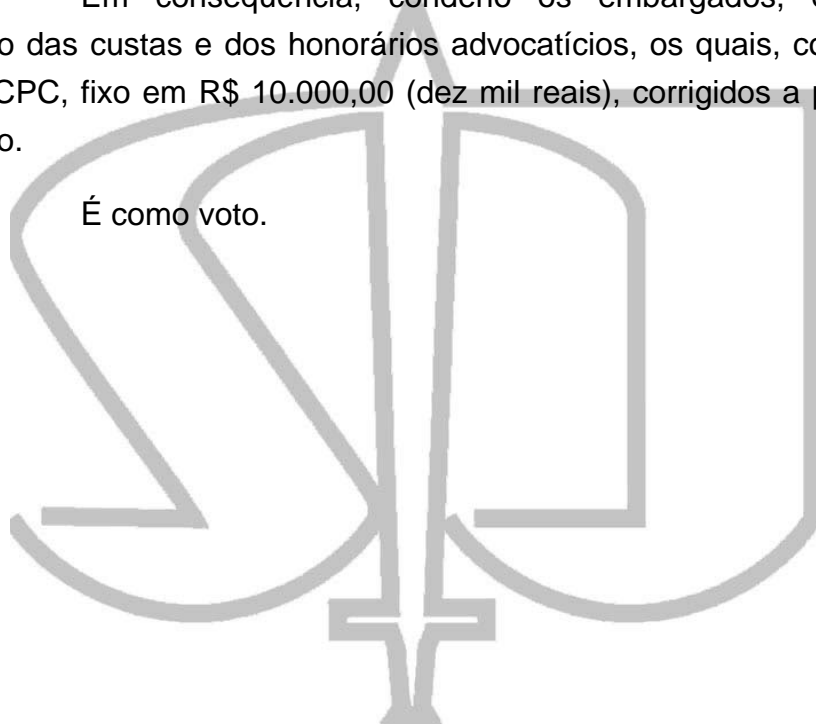 Em consequência, condeno os embargados,
o das custas e dos honorários advocatícios, os quais, co
CPC, fixo em R$ 10.000,00 (dez mil reais), corrigidos a p
o.
É como voto.
STJ